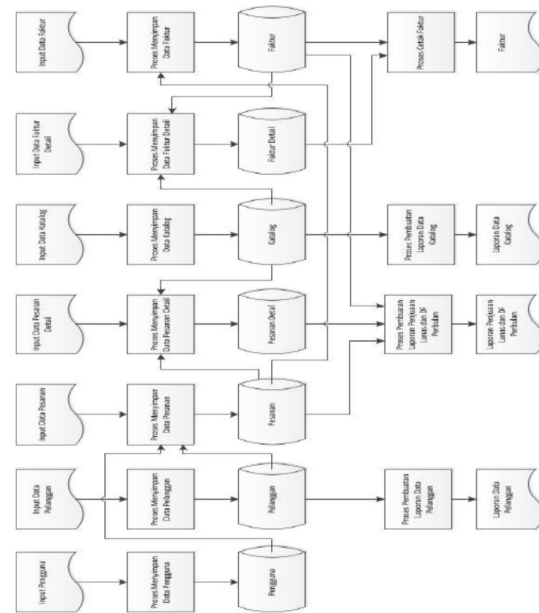 Input Data Faktur
Proses Menyimpan
Data Faktur
Faktur
Proses Cetak Faktur
Faktur
Input Data Faktur
Detail
Proses Menyimpan
Data Faktur Detail
Faktur Detail
Input Data Katalog
Proses Menyimpan
Data Katalog
Katalog
Proses Pembuatan
Laporan Data
Katalog
Laporan Data
Katalog
Input Data Pesanan
Detail
Proses Menyimpan
Data Pesanan Detail
Pesanan Detail
Proses Pembuatan
Laporan Penjualan
Lunas dan DP
Perbulan
Laporan Penjualan
Lunas dan DP
Perbulan
Input Data Pesanan
Proses Menyimpan
Data Pesanan
Pesanan
Input Data
Pelanggan
Proses Menyimpan
Data Pelanggan
Pelanggan
Proses Pembuatan
Laporan Data
Pelanggan
Laporan Data
Pelanggan
Input Pengguna
Proses Menyimpan
Data Pengguna
Pengguna